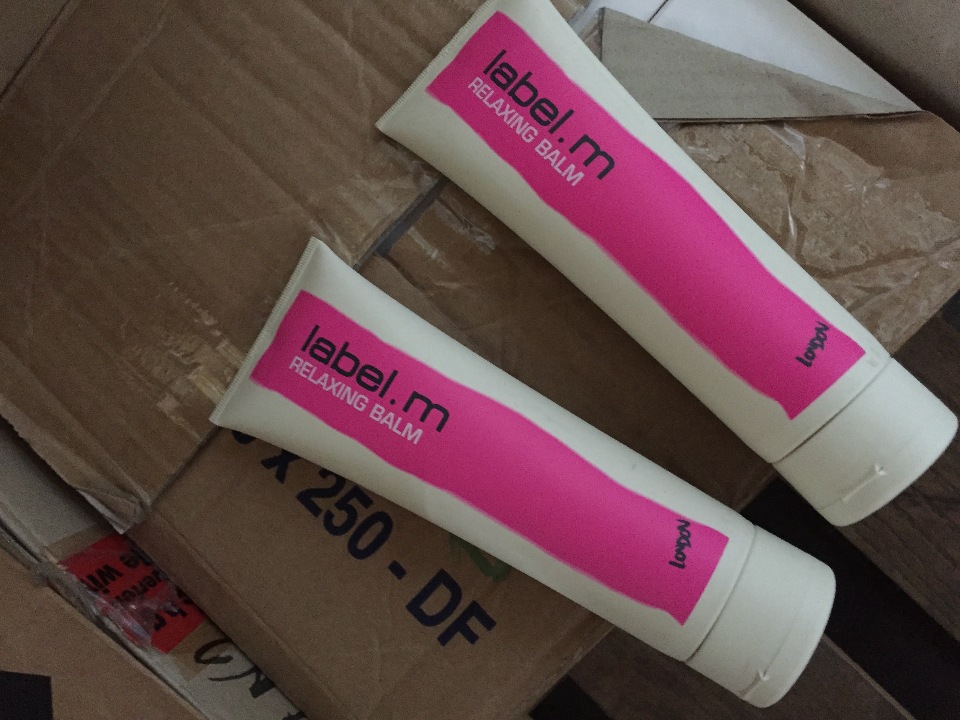 label.m
RELAXING BALM
LONDON
label.m
RELAXING BALM
LONDON
x 250 - DF